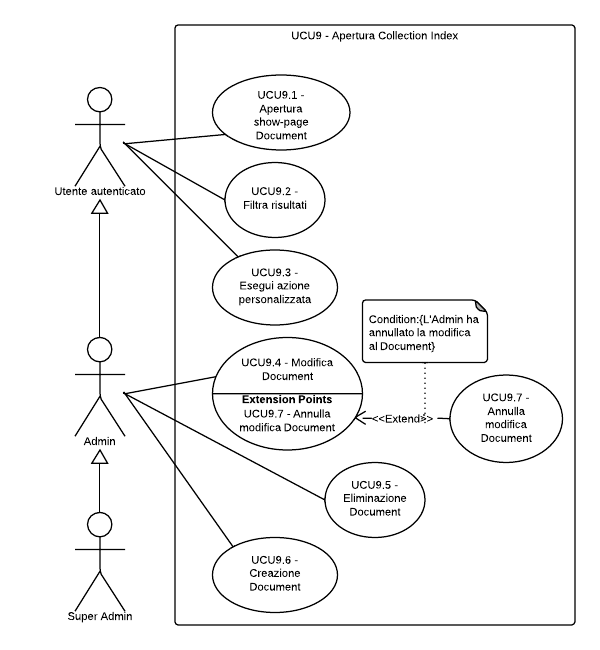 UCU9 - Apertura Collection Index
UCU9.1 -
Apertura
show-page
Document
Utente autenticato
UCU9.2 -
Filtra risultati
UCU9.3 -
Esegui azione
personalizzata
Condition:{L'Admin ha
annullato la modifica
al Document}
UCU9.4 - Modifica
Document
Extension Points
UCU9.7 - Annulla
modifica Document
<<Extend>>
UCU9.7 -
Annulla
modifica
Document
Admin
UCU9.5 -
Eliminazione
Document
UCU9.6 -
Creazione
Document
Super Admin